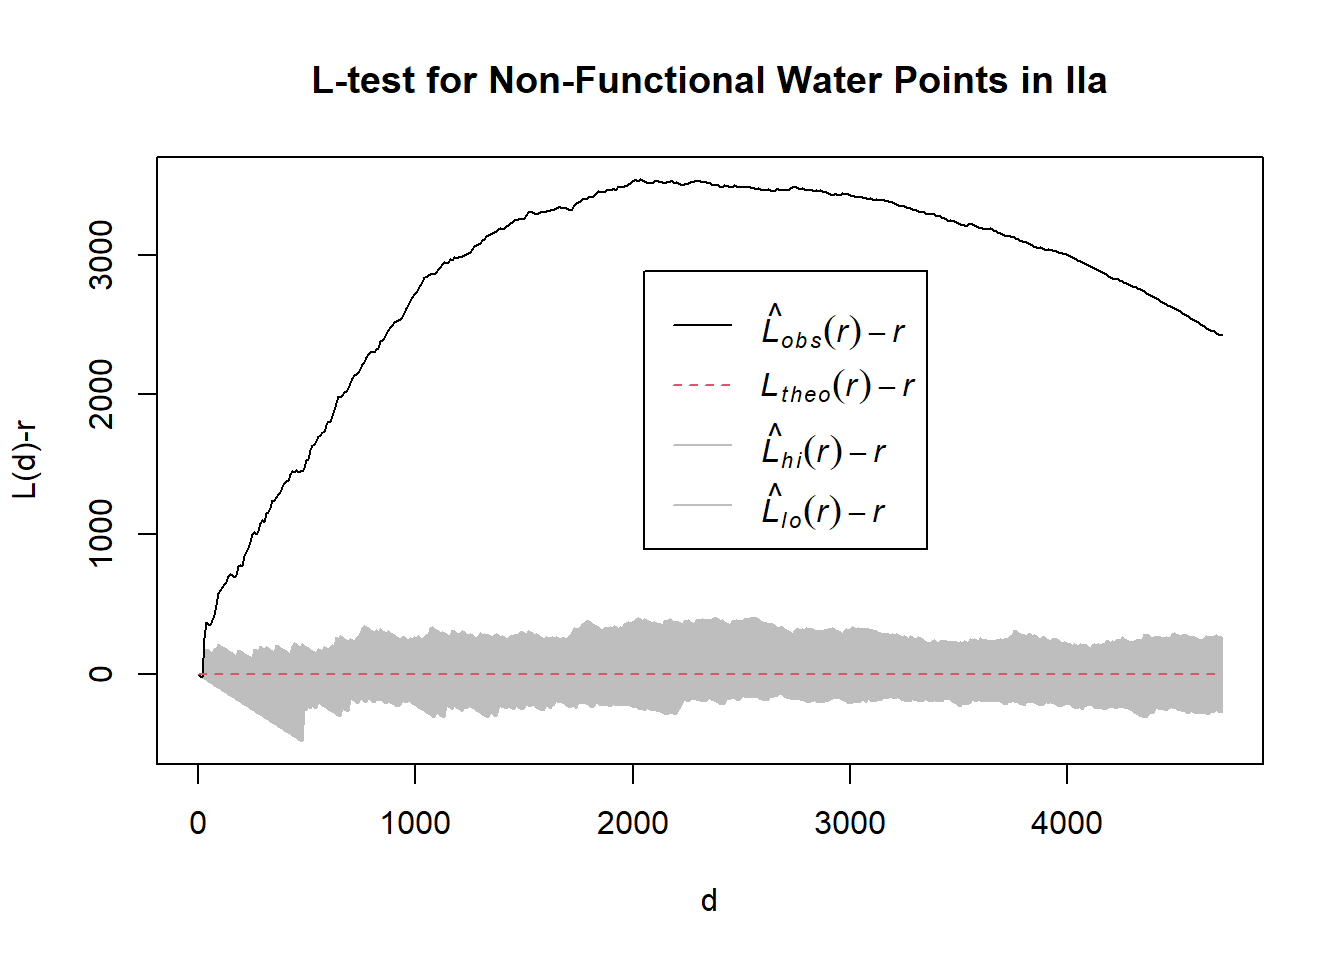 L-test for Non-Functional Water Points in Ila
L(d)-r
3000
2000
1000
0
L̂obs(r) – r
Ltheo(r) – r
L̂hi(r) – r
L̂lo(r) – r
0 1000 2000 3000 4000
d